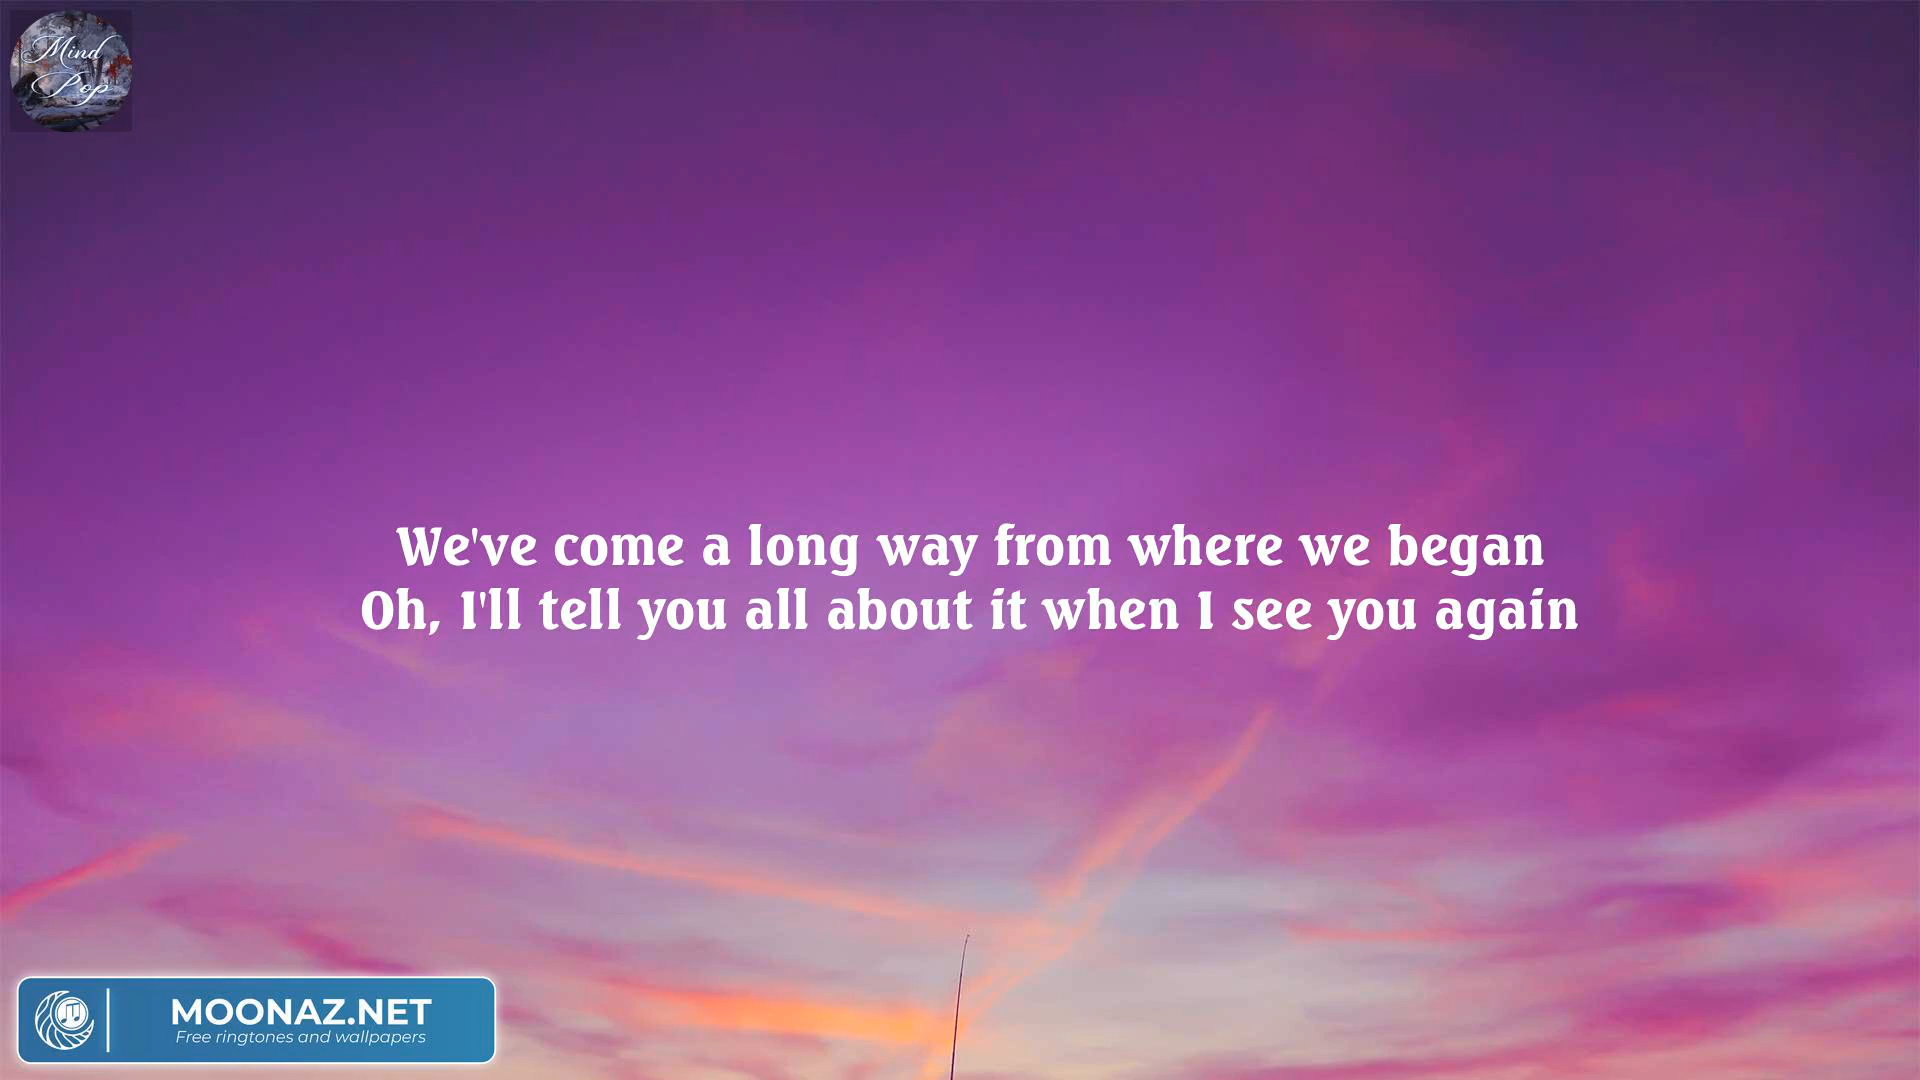 Mind
Pop
We've come a long way from where we began
Oh, I'll tell you all about it when I see you again
MOONAZ.NET
Free ringtones and wallpapers